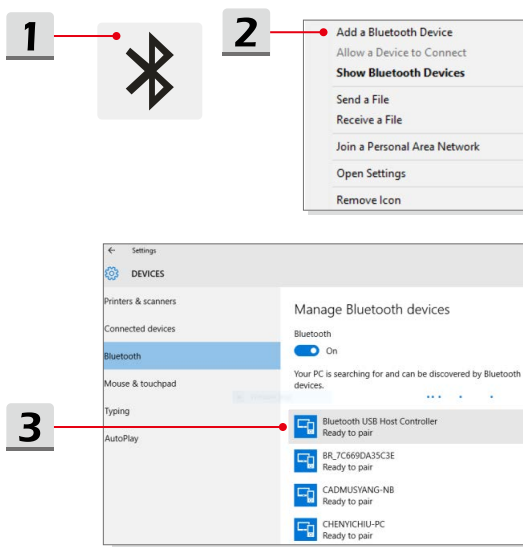 1
2
Add a Bluetooth Device
Allow a Device to Connect
Show Bluetooth Devices
Send a File
Receive a File
Join a Personal Area Network
Open Settings
Remove Icon
Settings
DEVICES
Printers & scanners
Connected devices
Bluetooth
Mouse & touchpad
Typing
AutoPlay
Manage Bluetooth devices
Bluetooth
On
Your PC is searching for and can be discovered by Bluetooth
devices.
3
Bluetooth USB Host Controller
Ready to pair
BR_7C669DA35C3E
Ready to pair
CADMUSYANG-NB
Ready to pair
CHENYICHIU-PC
Ready to pair